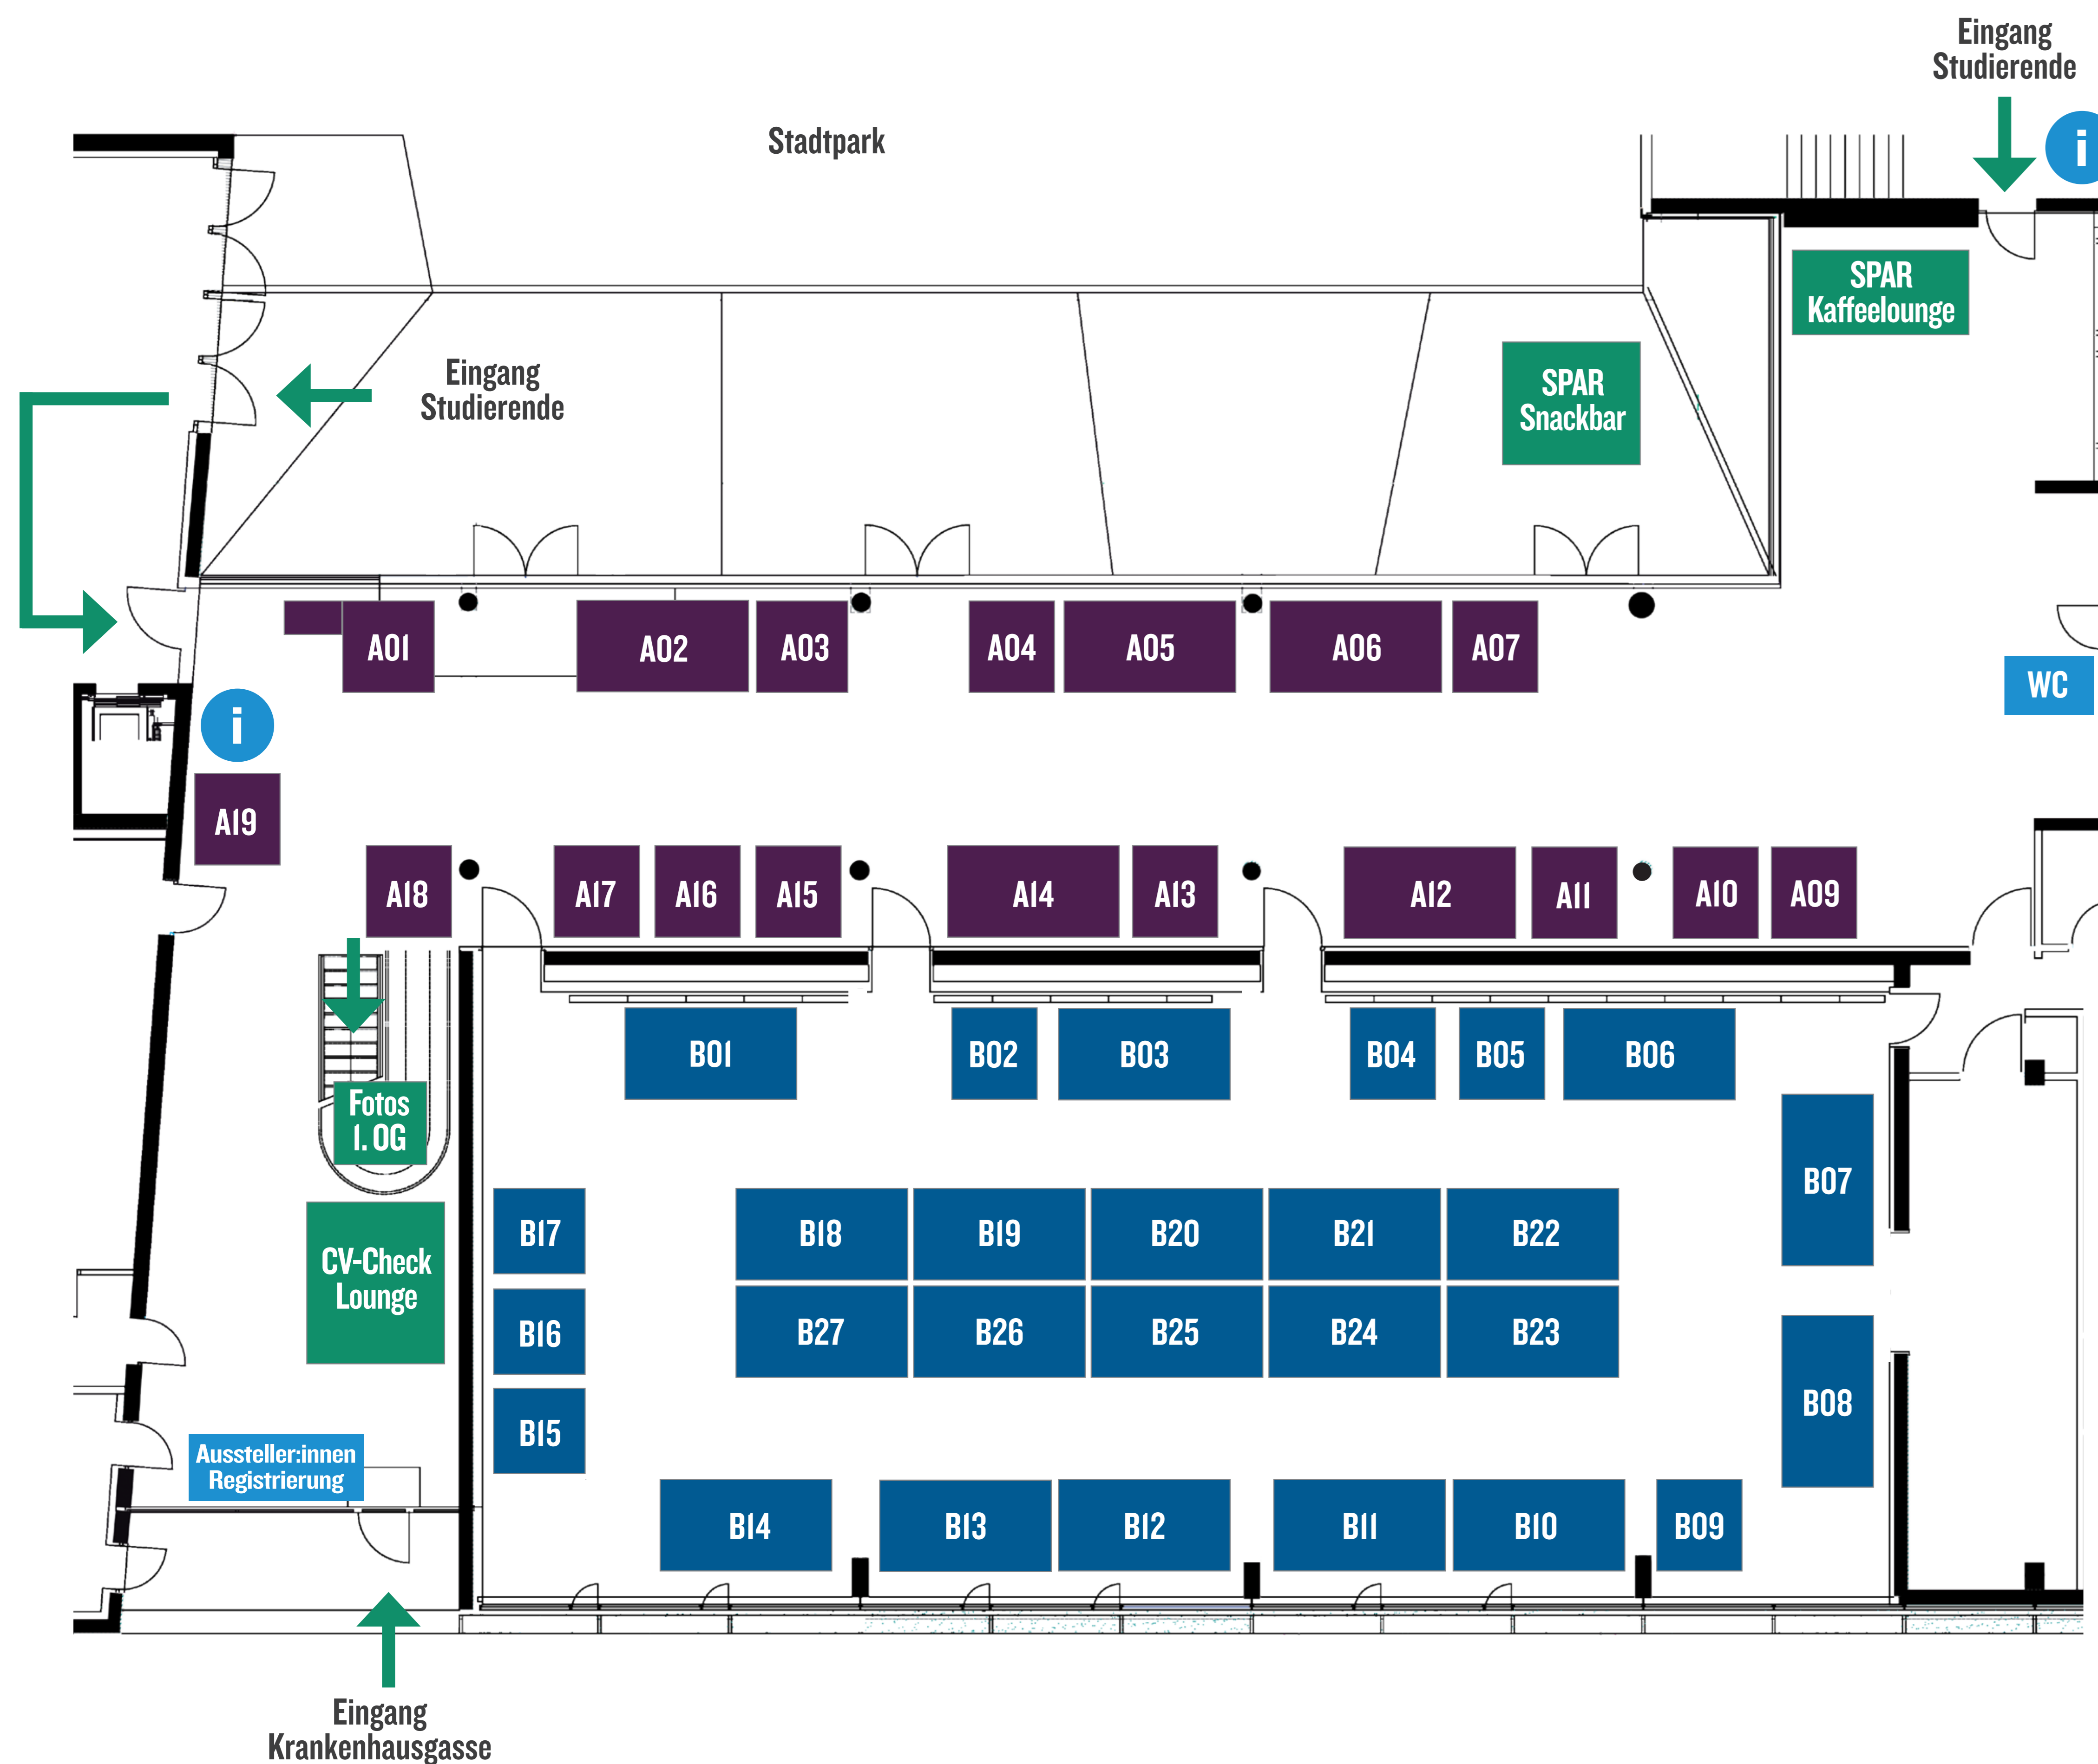 Eingang
Studierende
i
Stadtpark
SPAR
Kaffeelounge
Eingang
Studierende
SPAR
Snackbar
A01
A02
A03
A04
A05
A06
A07
WC
i
A19
A18
A17
A16
A15
A14
A13
A12
A11
A10
A09
B01
B02
B03
B04
B05
B06
Fotos
1. OG
B07
B17
B18
B19
B20
B21
B22
CV-Check
Lounge
B16
B27
B26
B25
B24
B23
B08
B15
Aussteller:innen
Registrierung
B14
B13
B12
B11
B10
B09
Eingang
Krankenhausgasse